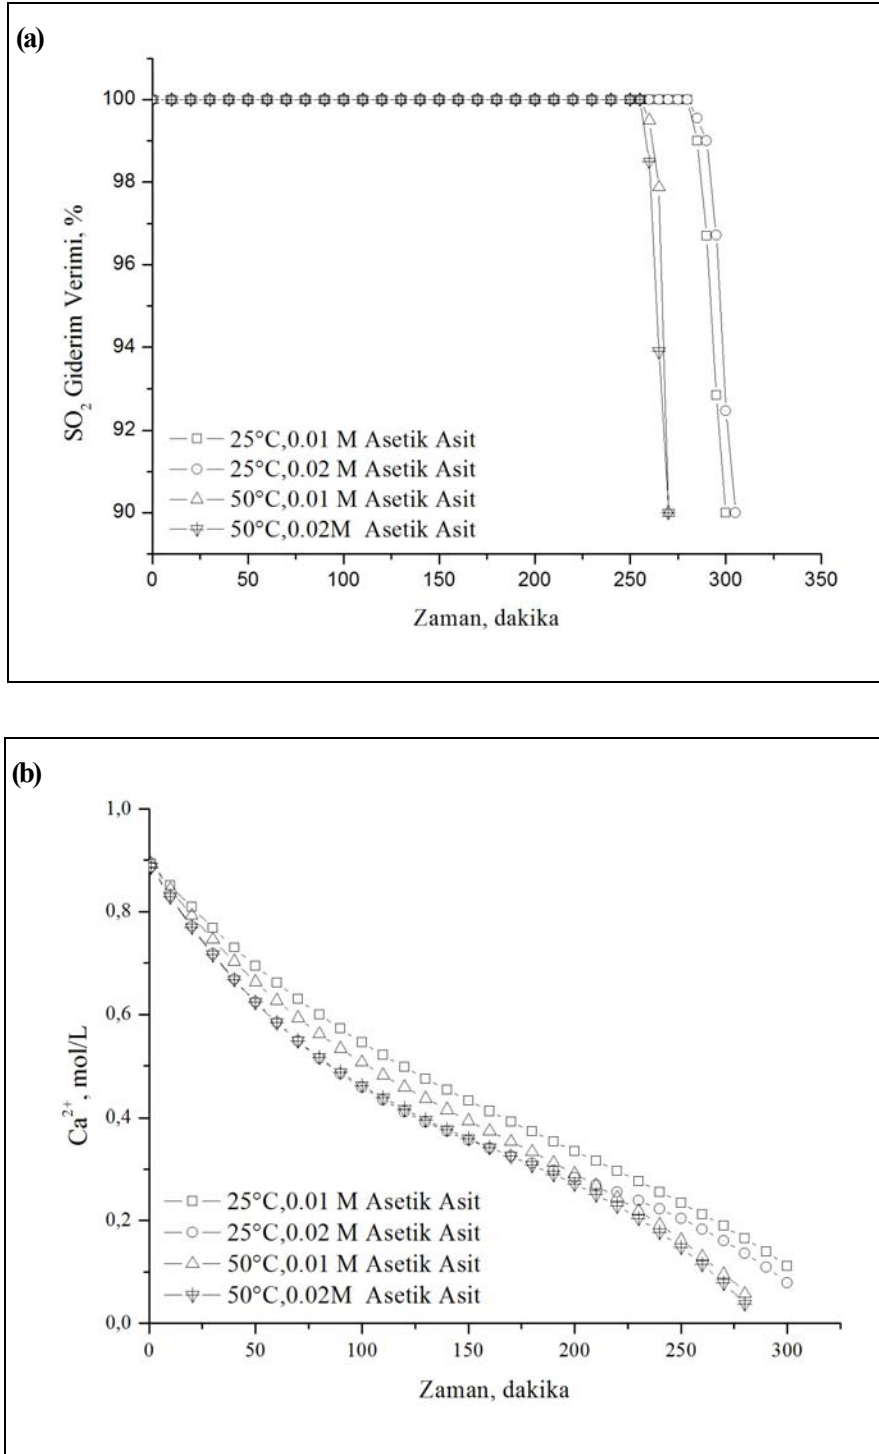 (a)
100
98
96
94
92
90
SO2 Giderim Verimi, %
25°C,0.01 M Asetik Asit
25°C,0.02 M Asetik Asit
50°C,0.01 M Asetik Asit
50°C,0.02M Asetik Asit
0 50 100 150 200 250 300 350
Zaman, dakika
(b)
1,0
0,8
0,6
0,4
0,2
0,0
Ca2+, mol/L
25°C,0.01 M Asetik Asit
25°C,0.02 M Asetik Asit
50°C,0.01 M Asetik Asit
50°C,0.02M Asetik Asit
0 50 100 150 200 250 300
Zaman, dakika